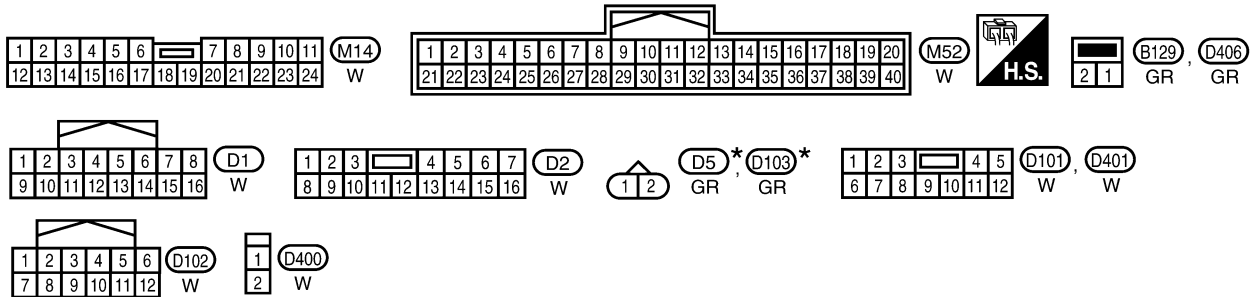 1 2 3 4 5 6 7 8 9 10 11 M14
12 13 14 15 16 17 18 19 20 21 22 23 24 W
1 2 3 4 5 6 7 8 9 10 11 12 13 14 15 16 17 18 19 20 M52
21 22 23 24 25 26 27 28 29 30 31 32 33 34 35 36 37 38 39 40 W
H.S.
2 1
B129 , D406
GR GR
1 2 3 4 5 6 7 8 D1
9 10 11 12 13 14 15 16 W
1 2 3 4 5 6 7 D2
8 9 10 11 12 13 14 15 16 W
1 2
D5 * , D103 *
GR GR
1 2 3 4 5 D101 , D401
6 7 8 9 10 11 12 W W
1 2 3 4 5 6 D102
7 8 9 10 11 12 W
1 D400
2 W